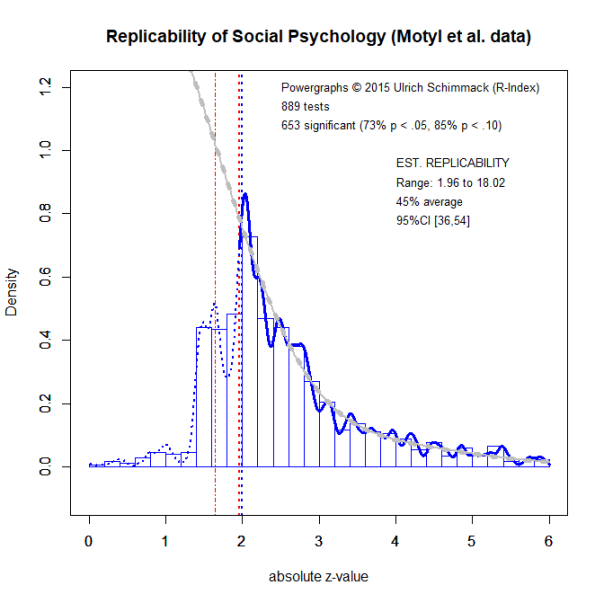 Replicability of Social Psychology (Motyl et al. data)
Powergraphs © 2015 Ulrich Schimmack (R-Index)
889 tests
653 significant (73% p < .05, 85% p < .10)
EST. REPLICABILITY
Range: 1.96 to 18.02
45% average
95%CI [36,54]
Density
1.2
1.0
0.8
0.6
0.4
0.2
0.0
0 1 2 3 4 5 6
absolute z-value